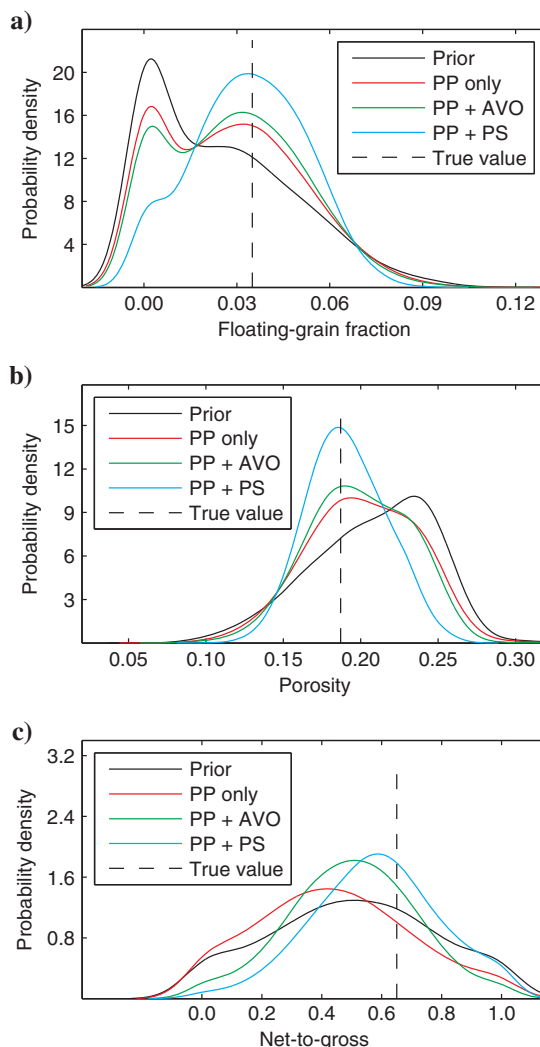 a)
Probability density
20
16
12
8
4
Prior
PP only
PP + AVO
PP + PS
True value
0.00 0.03 0.06 0.09 0.12
Floating-grain fraction
b)
Probability density
15
12
9
6
3
Prior
PP only
PP + AVO
PP + PS
True value
0.05 0.10 0.15 0.20 0.25 0.30
Porosity
c)
Probability density
3.2
2.4
1.6
0.8
Prior
PP only
PP + AVO
PP + PS
True value
0.0 0.2 0.4 0.6 0.8 1.0
Net-to-gross